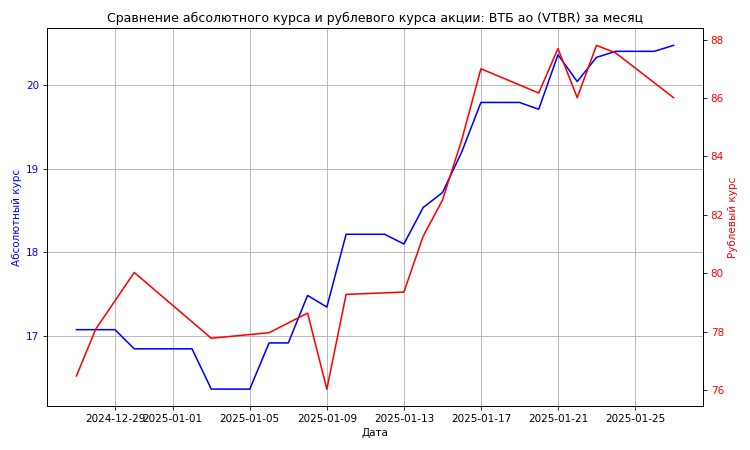 Сравнение абсолютного курса и рублевого курса акции: ВТБ ао (VTBR) за месяц
Абсолютный курс
20
19
18
17
88
86
84
82
80
78
76
Рублевый курс
2024-12-29 2025-01-01 2025-01-05 2025-01-09 2025-01-13 2025-01-17 2025-01-21 2025-01-25
Дата